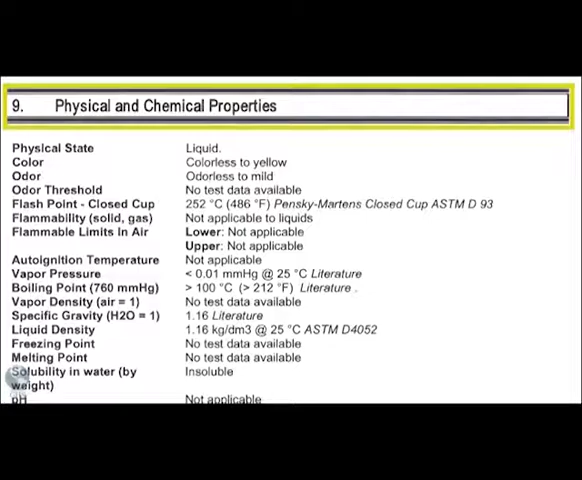 9. Physical and Chemical Properties
Physical State Liquid.
Color Colorless to yellow
Odor Odorless to mild
Odor Threshold No test data available
Flash Point - Closed Cup 252 °C (486 °F) Pensky-Martens Closed Cup ASTM D 93
Flammability (solid, gas) Not applicable to liquids
Flammable Limits In Air Lower: Not applicable
Upper: Not applicable
Autoignition Temperature Not applicable
Vapor Pressure < 0.01 mmHg @ 25 °C Literature
Boiling Point (760 mmHg) > 100 °C (> 212 °F) Literature .
Vapor Density (air = 1) No test data available
Specific Gravity (H2O = 1) 1.16 Literature
Liquid Density 1.16 kg/dm3 @ 25 °C ASTM D4052
Freezing Point No test data available
Melting Point No test data available
Solubility in water (by Insoluble
weight)
pH Not applicable